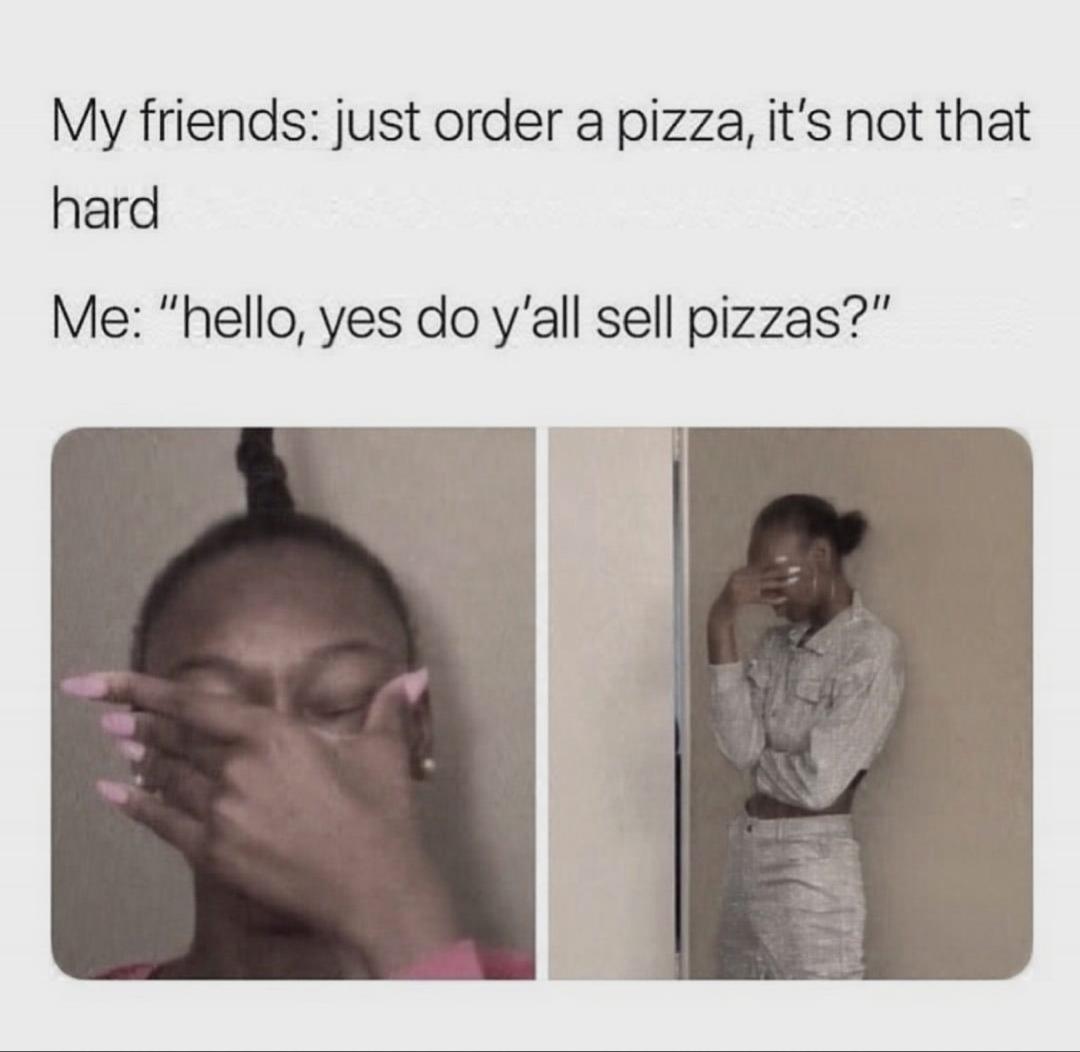 My friends: just order a pizza, it's not that
hard
Me: "hello, yes do y'all sell pizzas?"